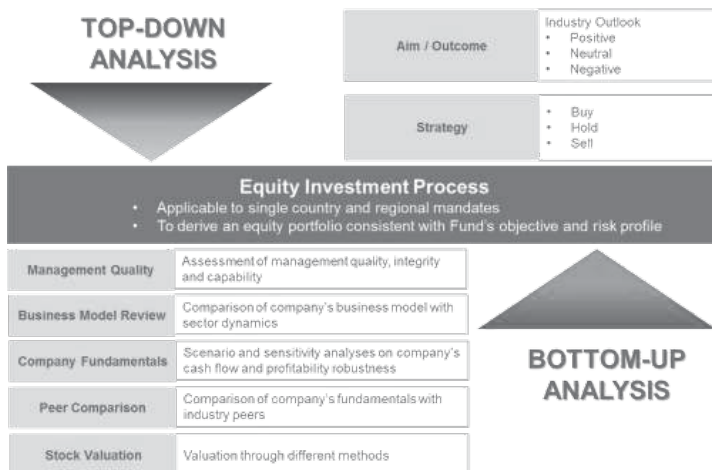 TOP-DOWN
ANALYSIS
Aim / Outcome
Industry Outlook
• Positive
• Neutral
• Negative
Strategy
• Buy
• Hold
• Sell
Equity Investment Process
• Applicable to single country and regional mandates
• To derive an equity portfolio consistent with Fund's objective and risk profile
Management Quality
Assessment of management quality, integrity
and capability
Business Model Review
Comparison of company's business model with
sector dynamics
Company Fundamentals
Scenario and sensitivity analyses on company's
cash flow and profitability robustness
Peer Comparison
Comparison of company's fundamentals with
industry peers
Stock Valuation
Valuation through different methods
BOTTOM-UP
ANALYSIS